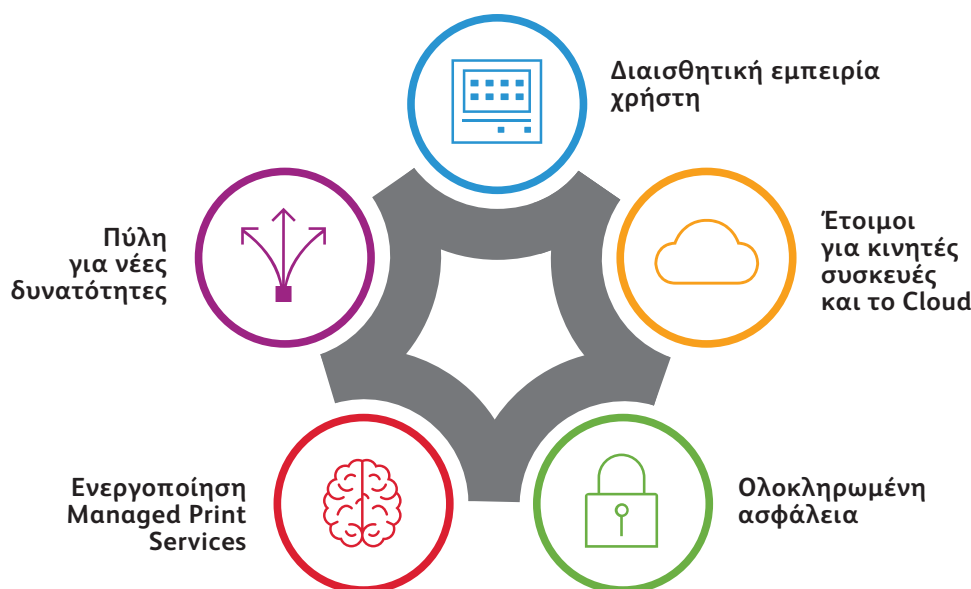 Διαισθητική εμπειρία
χρήστη
Έτοιμοι
για κινητές
συσκευές
και το Cloud
Ολοκληρωμένη
ασφάλεια
Ενεργοποίηση
Managed Print
Services
Πύλη
για νέες
δυνατότητες